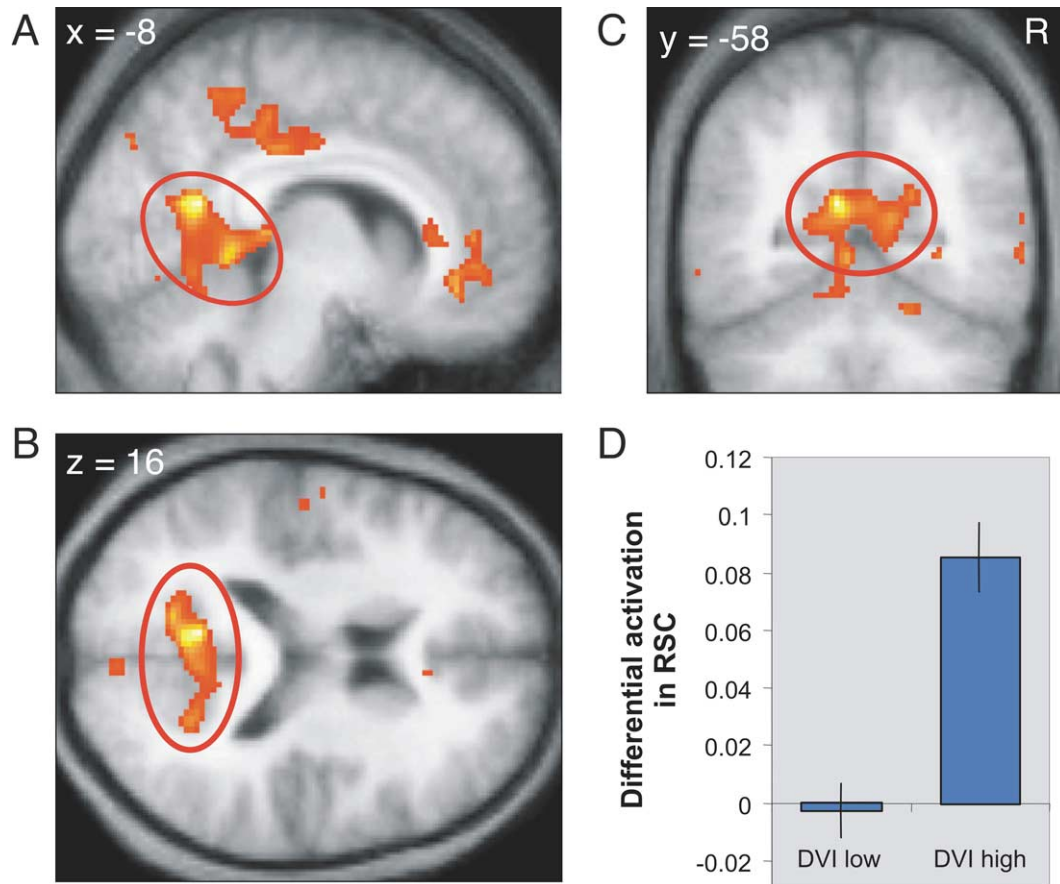 A
x = -8
C
y = -58
R
B
z = 16
D
Differential activation
in RSC
0.12
0.1
0.08
0.06
0.04
0.02
0
-0.02
DVI low
DVI high